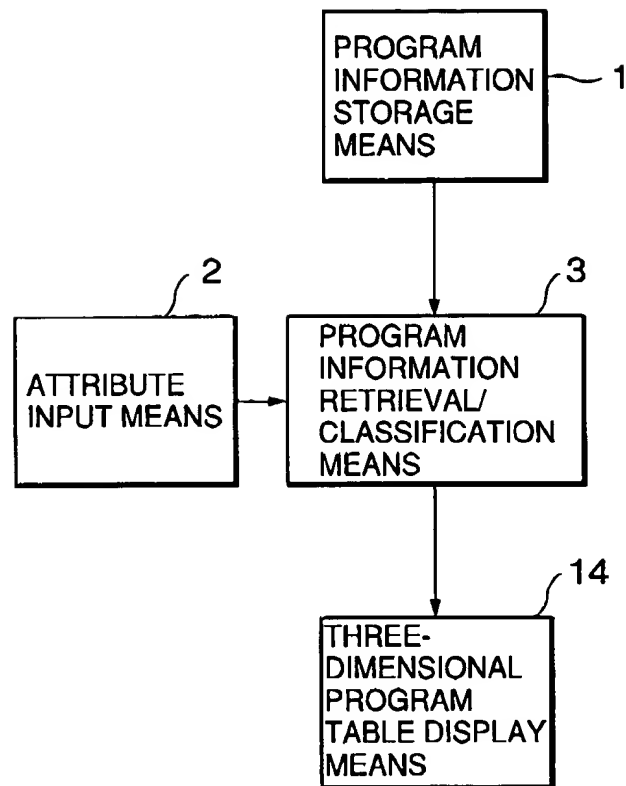 PROGRAM
INFORMATION
STORAGE
MEANS
1
2
ATTRIBUTE
INPUT MEANS
3
PROGRAM
INFORMATION
RETRIEVAL/
CLASSIFICATION
MEANS
14
THREE-
DIMENSIONAL
PROGRAM
TABLE DISPLAY
MEANS